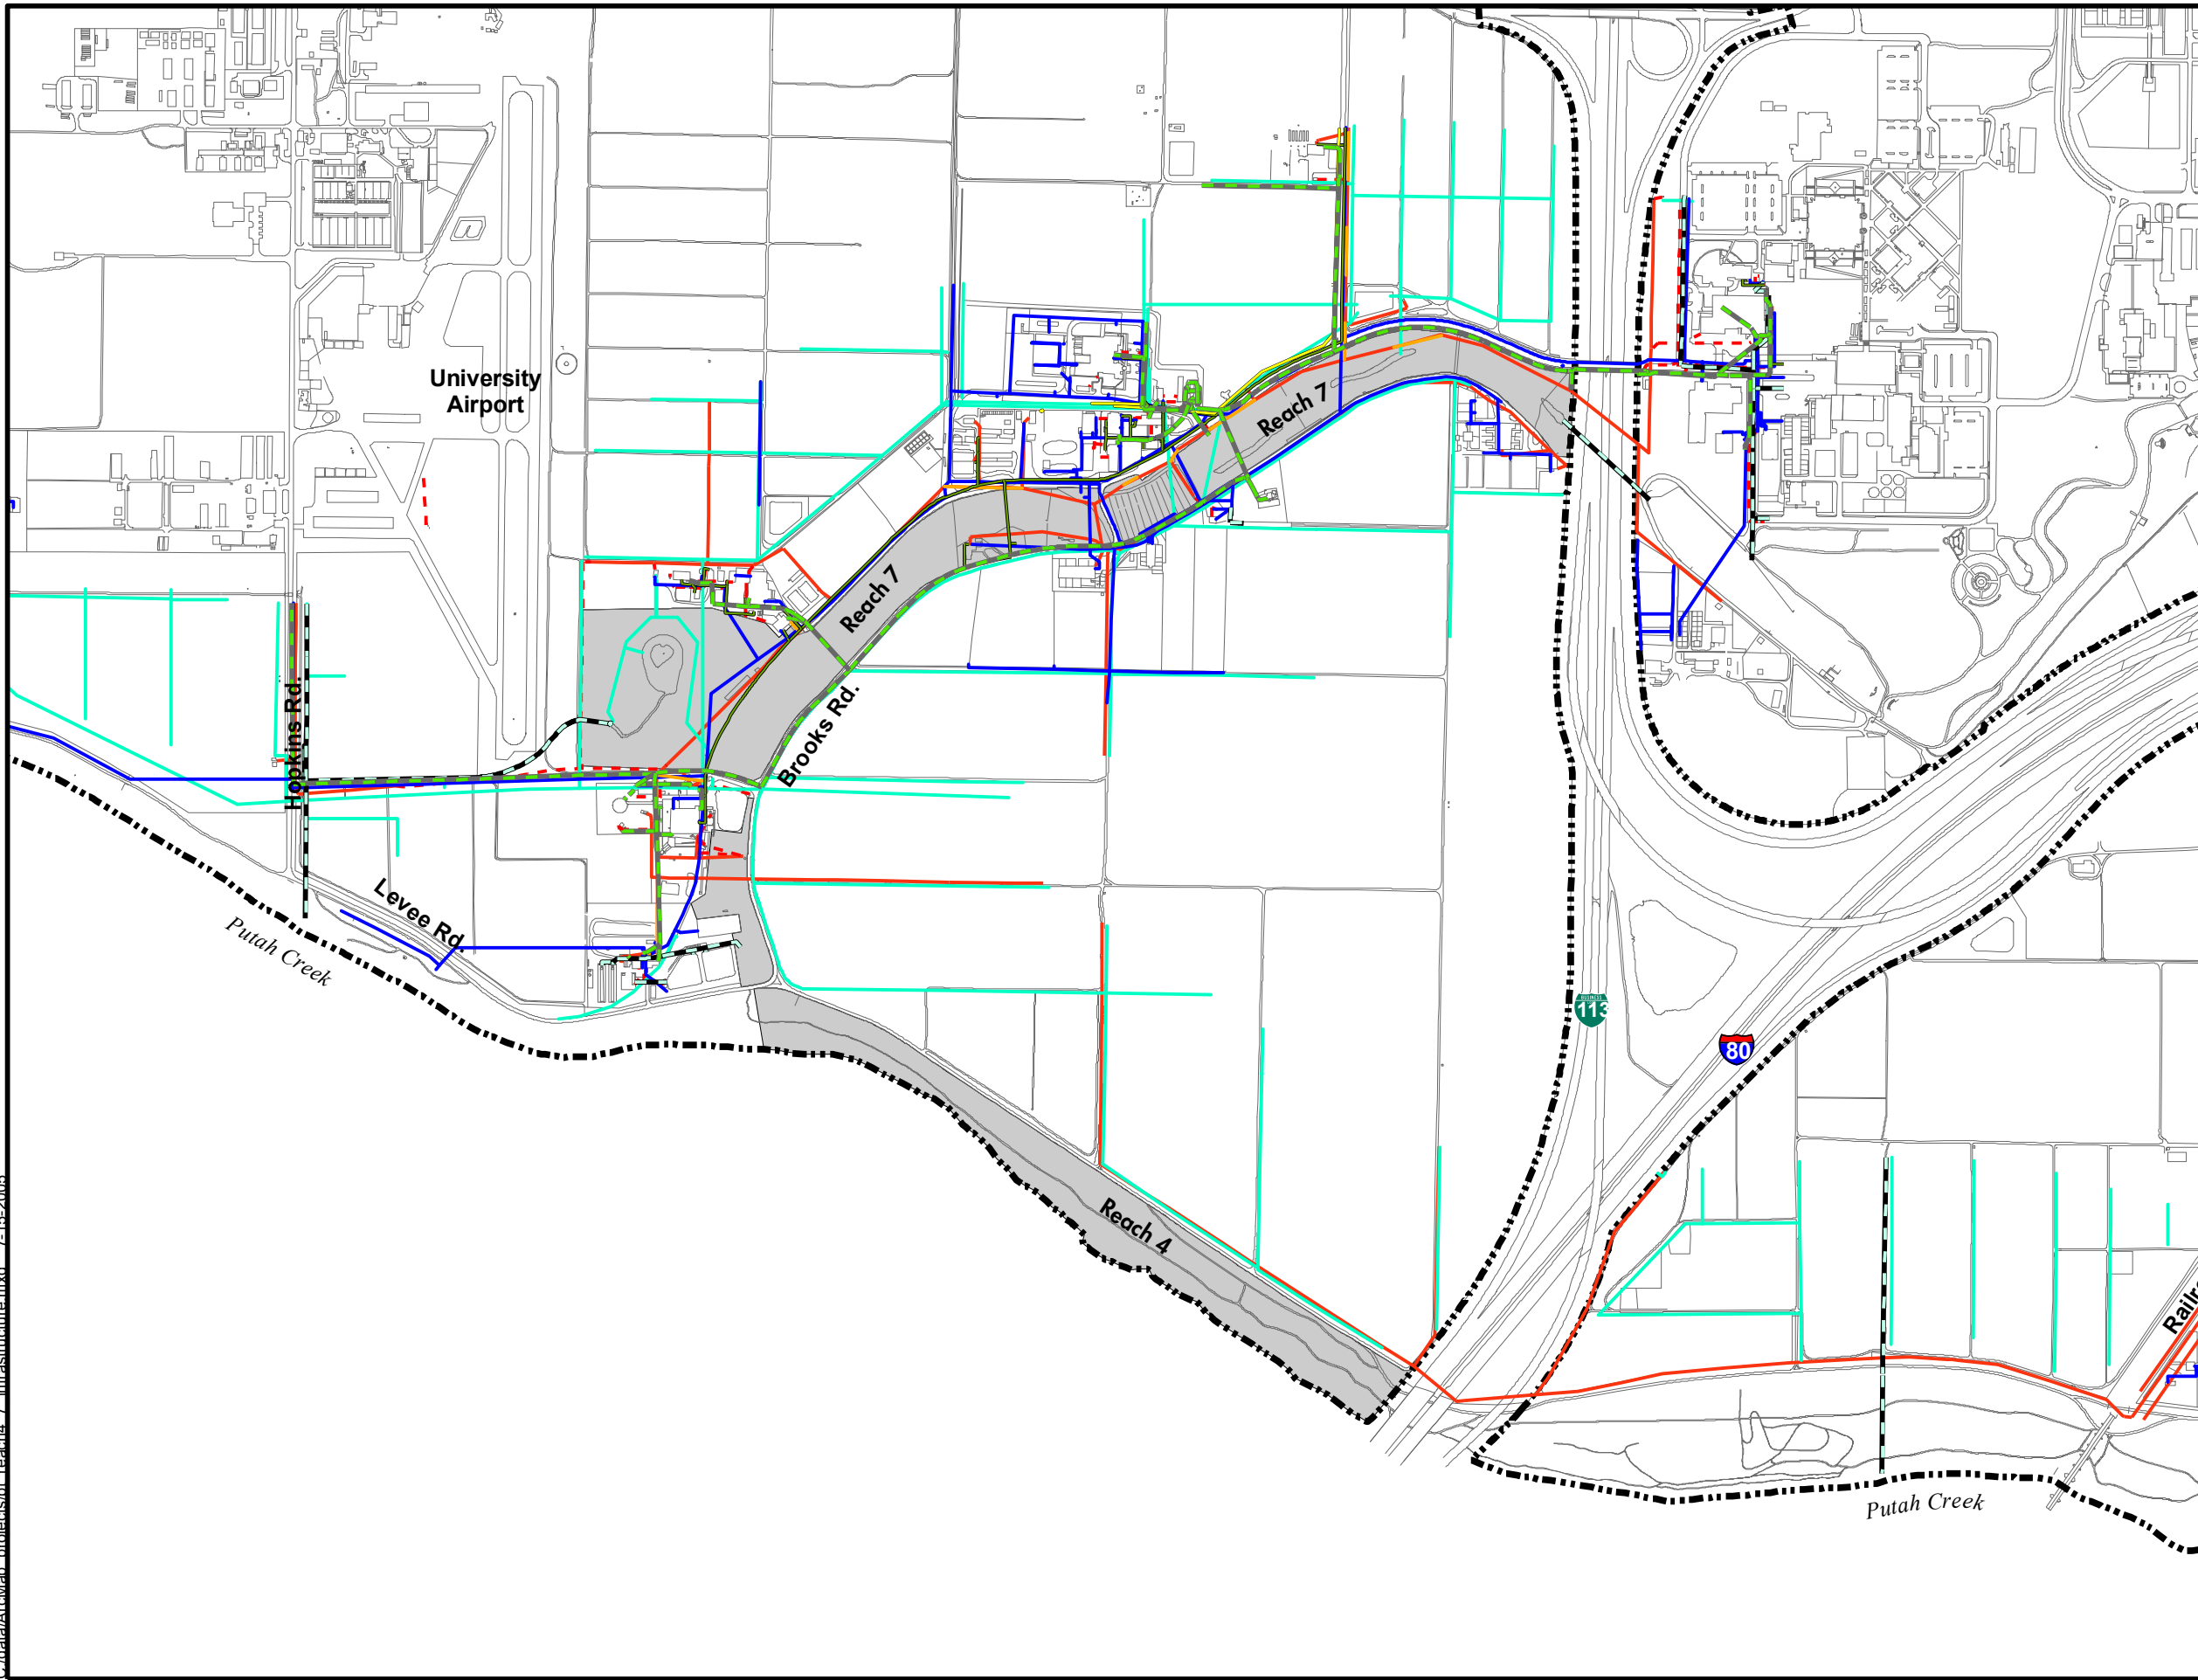 University
Airport
Reach 7
Reach 7
Hopkins Rd.
Brooks Rd.
Levee Rd.
Putah Creek
BUSINESS
113
80
Reach 4
Putah Creek